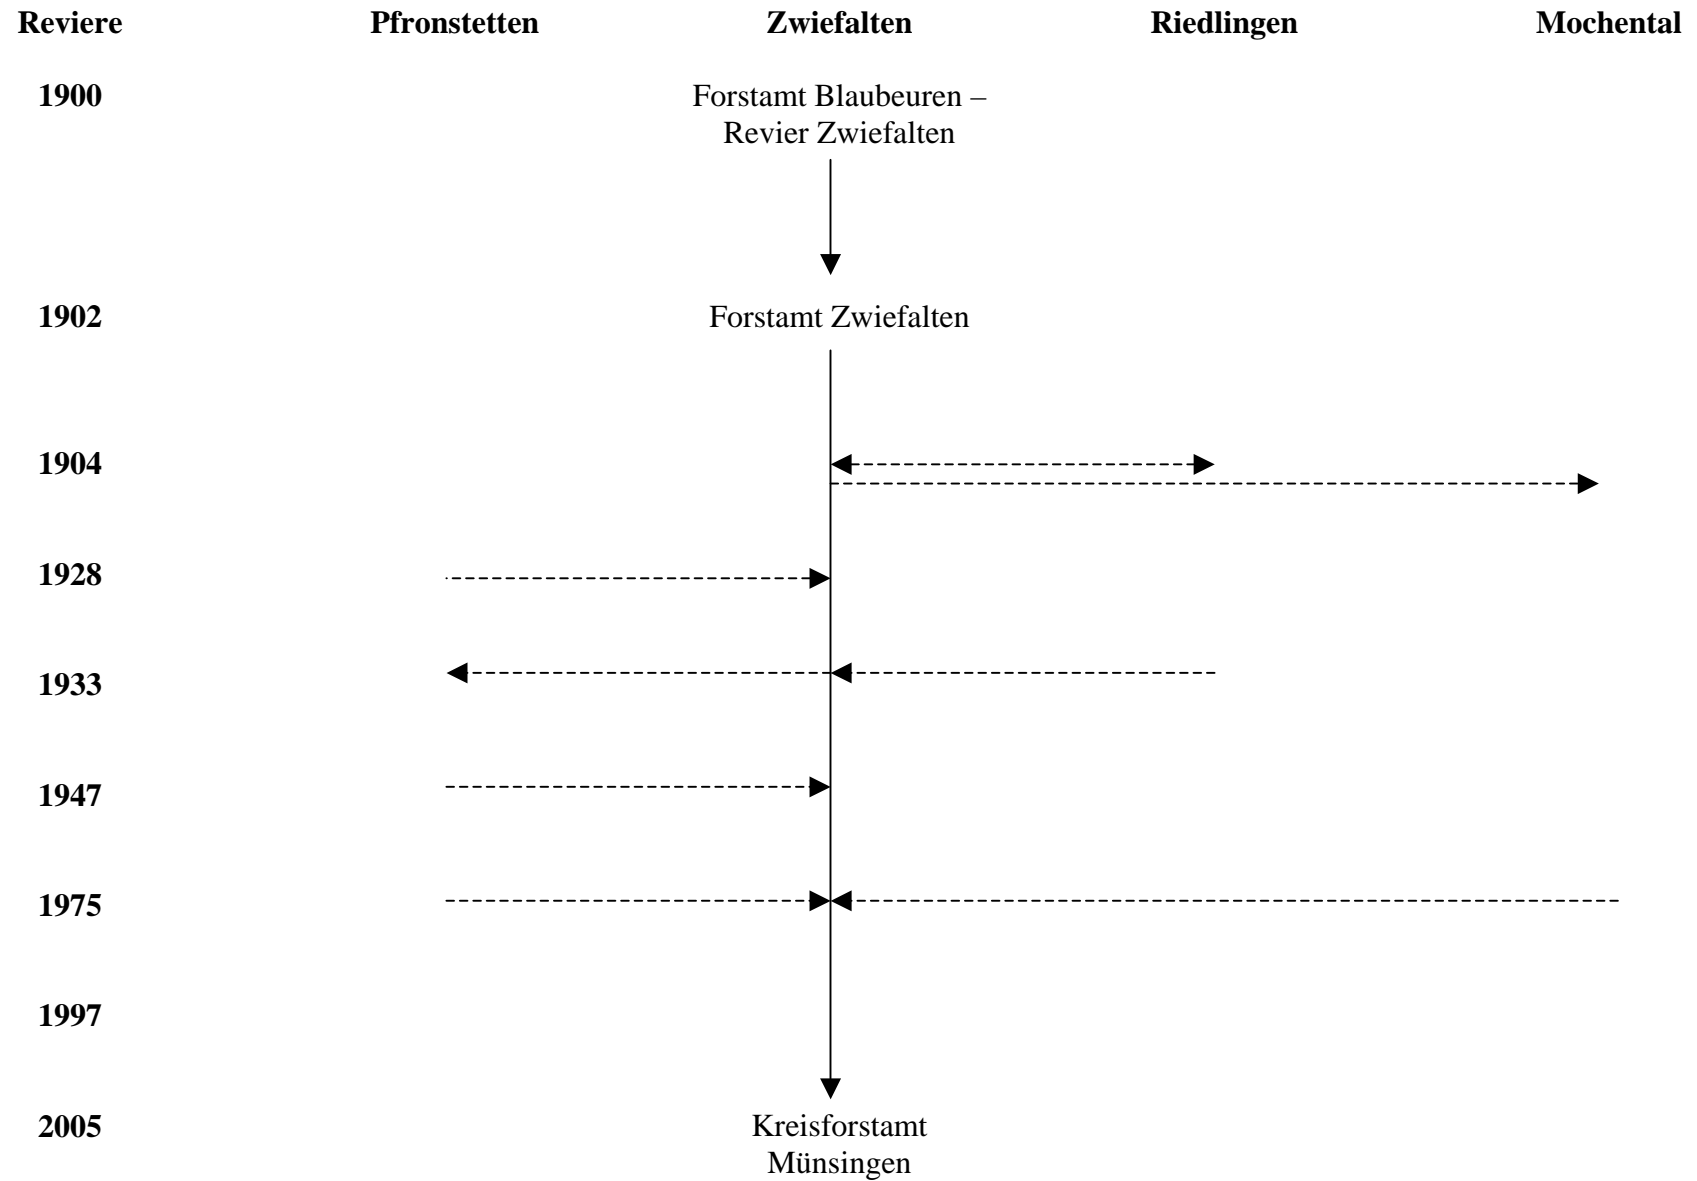 Reviere Pfronstetten Zwiefalten Riedlingen Mochental
1900 Forstamt Blaubeuren –
Revier Zwiefalten
1902 Forstamt Zwiefalten
1904
1928
1933
1947
1975
1997
2005 Kreisforstamt
Münsingen